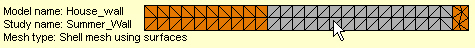 Model name: House_wall
Study name: Summer_Wall
Mesh type: Shell mesh using surfaces